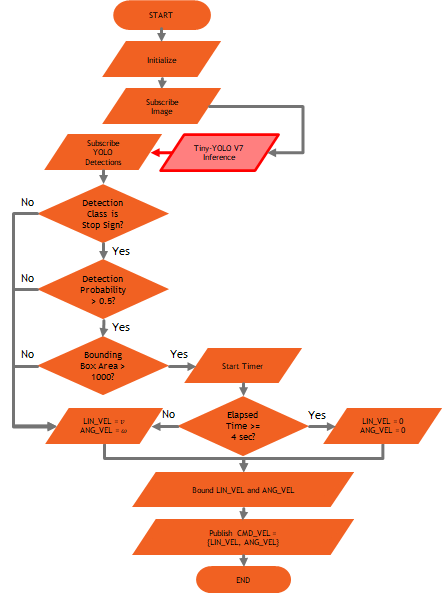 START
Initialize
Subscribe
Image
Subscribe
YOLO
Detections
Tiny-YOLO V7
Inference
No
Detection
Class is
Stop Sign?
Yes
No
Detection
Probability
> 0.5?
Yes
No
Bounding
Box Area >
1000?
Yes
Start Timer
LIN_VEL = v
ANG_VEL = ω
No
Elapsed
Time >=
4 sec?
Yes
LIN_VEL = 0
ANG_VEL = 0
Bound LIN_VEL and ANG_VEL
Publish CMD_VEL =
[LIN_VEL, ANG_VEL]
END